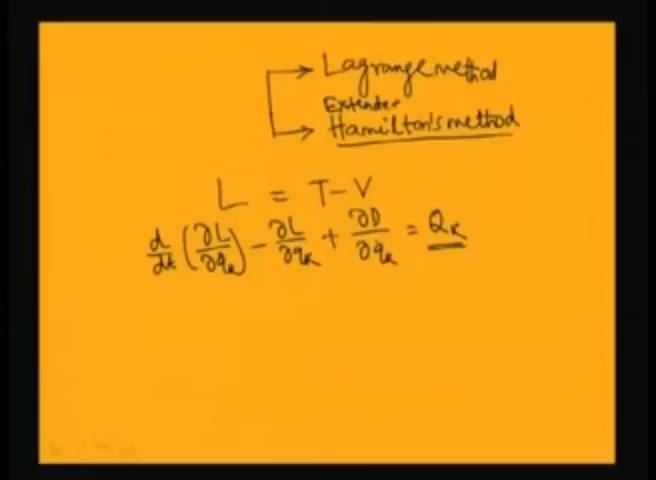 Lagrange method
Extended
Hamilton's method
L = T-V
d/dt (∂L/∂q̇ₖ) - ∂L/∂qₖ + ∂D/∂q̇ₖ = Qₖ